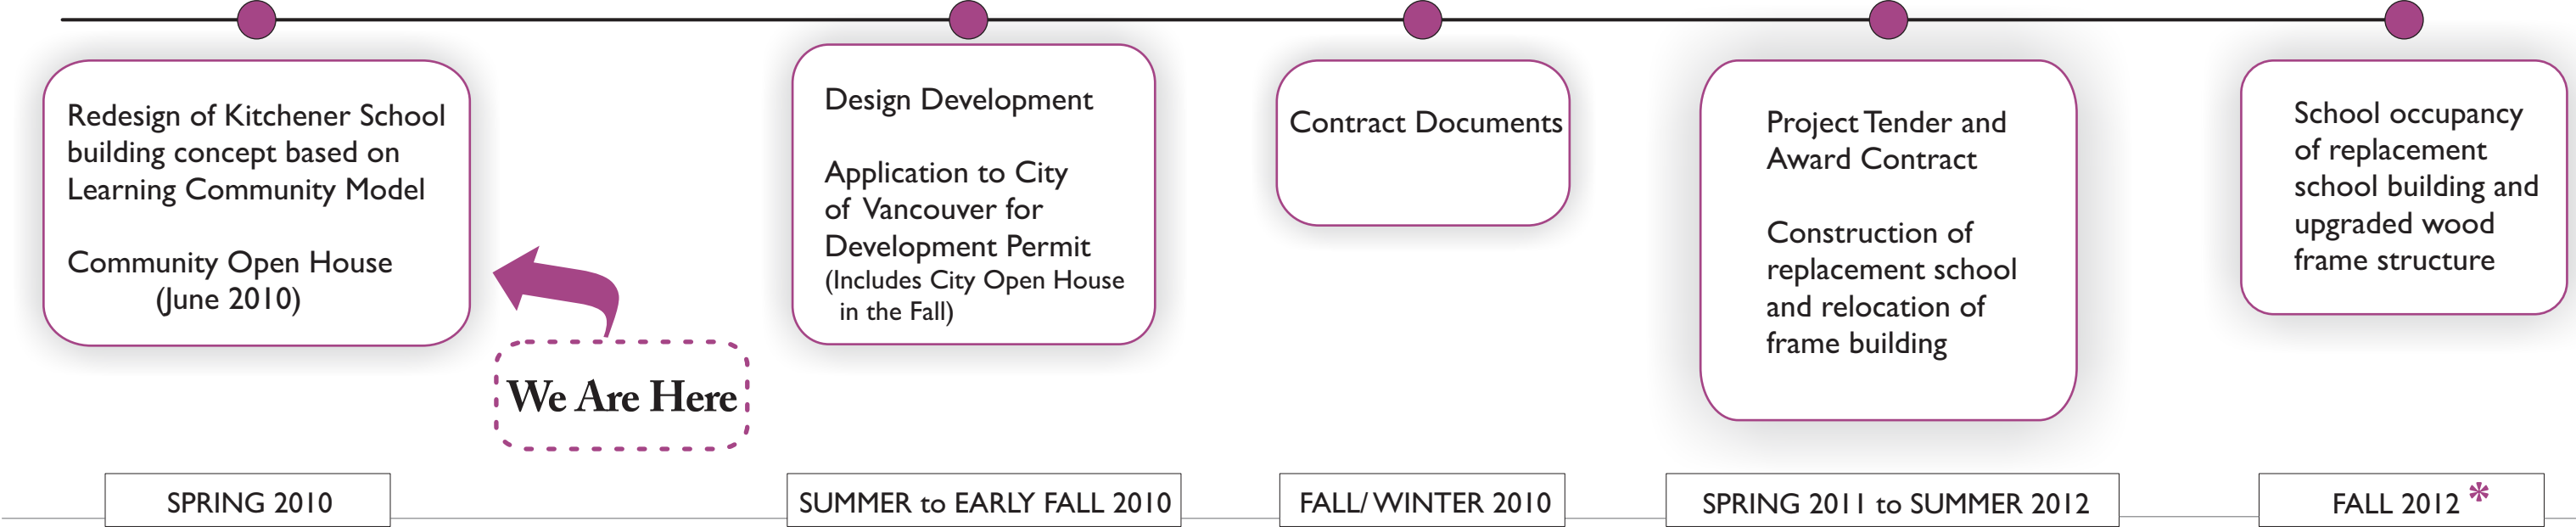 Redesign of Kitchener School
building concept based on
Learning Community Model
Community Open House
(June 2010)
We Are Here
Design Development
Application to City
of Vancouver for
Development Permit
(Includes City Open House
in the Fall)
Contract Documents
Project Tender and
Award Contract
Construction of
replacement school
and relocation of
frame building
School occupancy
of replacement
school building and
upgraded wood
frame structure
SPRING 2010
SUMMER to EARLY FALL 2010
FALL/ WINTER 2010
SPRING 2011 to SUMMER 2012
FALL 2012 *